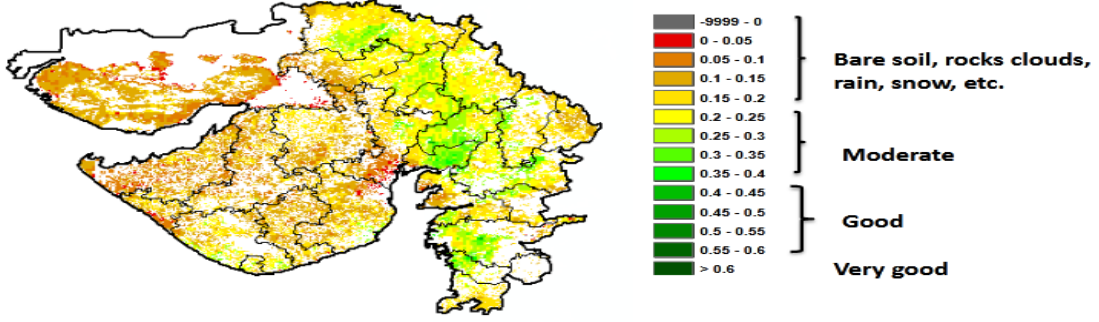 -9999 - 0
0 - 0.05
0.05 - 0.1
0.1 - 0.15
0.15 - 0.2
0.2 - 0.25
0.25 - 0.3
0.3 - 0.35
0.35 - 0.4
0.4 - 0.45
0.45 - 0.5
0.5 - 0.55
0.55 - 0.6
> 0.6
Bare soil, rocks clouds,
rain, snow, etc.
Moderate
Good
Very good